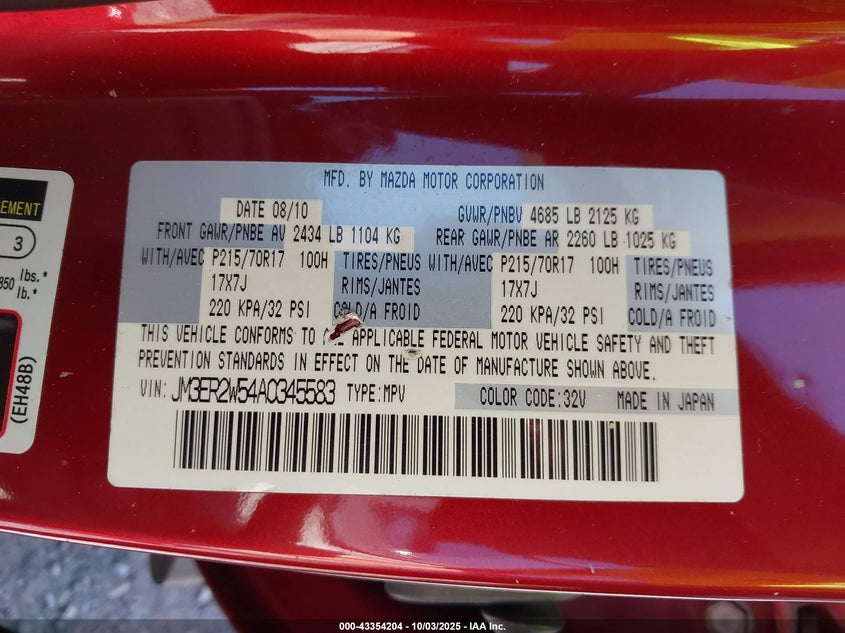 MFD. BY MAZDA MOTOR CORPORATION
DATE 08/10 GVWR/PNBV 4685 LB 2125 KG
FRONT GAWR/PNBE AV 2434 LB 1104 KG REAR GAWR/PNBE AR 2260 LB 1025 KG
WITH/AVEC P215/70R17 100H TIRES/PNEUS WITH/AVEC P215/70R17 100H TIRES/PNEUS
17X7J RIMS/JANTES 17X7J RIMS/JANTES
220 KPA/32 PSI COLD/A FROID 220 KPA/32 PSI COLD/A FROID
THIS VEHICLE CONFORMS TO APPLICABLE FEDERAL MOTOR VEHICLE SAFETY AND THEFT
PREVENTION STANDARDS IN EFFECT ON THE DATE OF MANUFACTURE SHOWN ABOVE.
VIN: JM3ER2W54A0345583 TYPE:MPV COLOR CODE:32V MADE IN JAPAN
EMENT
3
850 lbs.*
lb.*
(EH48B)
000-43354204 - 10/03/2025 - IAA Inc.